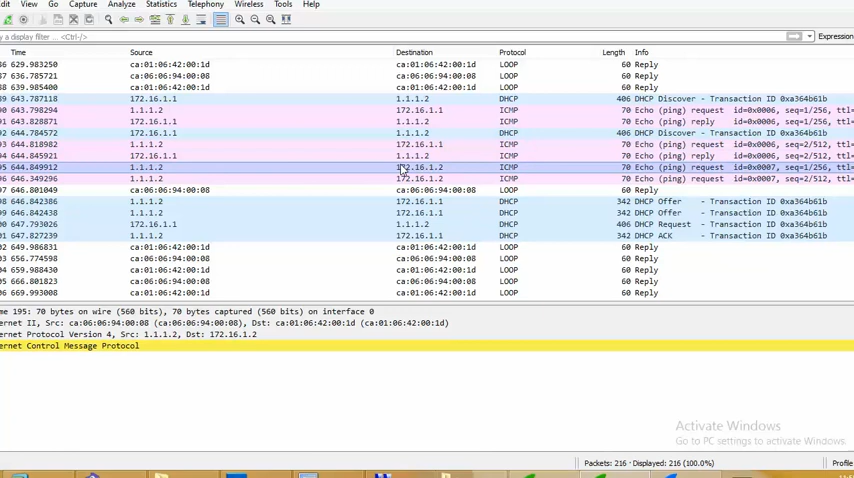 dit View Go Capture Analyze Statistics Telephony Wireless Tools Help
y a display filter ... <Ctrl-/> Expression
Time Source Destination Protocol Length Info
86 629.983250 ca:01:06:42:00:1d ca:01:06:42:00:1d LOOP 60 Reply
87 636.785721 ca:06:06:94:00:08 ca:06:06:94:00:08 LOOP 60 Reply
88 639.985400 ca:01:06:42:00:1d ca:01:06:42:00:1d LOOP 60 Reply
89 643.787118 172.16.1.1 1.1.1.2 DHCP 406 DHCP Discover - Transaction ID 0xa364b61b
90 643.798294 1.1.1.2 172.16.1.1 ICMP 70 Echo (ping) request id=0x0006, seq=1/256, ttl=
91 643.828871 172.16.1.1 1.1.1.2 ICMP 70 Echo (ping) reply id=0x0006, seq=1/256, ttl=
92 643.784572 172.16.1.1 1.1.1.2 DHCP 406 DHCP Discover - Transaction ID 0xa364b61b
93 644.818982 1.1.1.2 172.16.1.1 ICMP 70 Echo (ping) request id=0x0006, seq=2/512, ttl=
94 644.845921 172.16.1.1 1.1.1.2 ICMP 70 Echo (ping) reply id=0x0006, seq=2/512, ttl=
95 644.849912 1.1.1.2 172.16.1.2 ICMP 70 Echo (ping) request id=0x0007, seq=1/256, ttl=
96 646.349296 1.1.1.2 172.16.1.2 ICMP 70 Echo (ping) request id=0x0007, seq=2/512, ttl=
97 646.801049 ca:06:06:94:00:08 ca:06:06:94:00:08 LOOP 60 Reply
98 646.842386 1.1.1.2 172.16.1.1 DHCP 342 DHCP Offer - Transaction ID 0xa364b61b
99 646.842438 1.1.1.2 172.16.1.1 DHCP 342 DHCP Offer - Transaction ID 0xa364b61b
00 647.793026 172.16.1.1 1.1.1.2 DHCP 406 DHCP Request - Transaction ID 0xa364b61b
01 647.827239 1.1.1.2 172.16.1.1 DHCP 342 DHCP ACK - Transaction ID 0xa364b61b
02 649.986831 ca:01:06:42:00:1d ca:01:06:42:00:1d LOOP 60 Reply
03 656.774598 ca:06:06:94:00:08 ca:06:06:94:00:08 LOOP 60 Reply
04 659.988430 ca:01:06:42:00:1d ca:01:06:42:00:1d LOOP 60 Reply
05 666.801823 ca:06:06:94:00:08 ca:06:06:94:00:08 LOOP 60 Reply
06 669.993008 ca:01:06:42:00:1d ca:01:06:42:00:1d LOOP 60 Reply
me 195: 70 bytes on wire (560 bits), 70 bytes captured (560 bits) on interface 0
ernet II, Src: ca:06:06:94:00:08 (ca:06:06:94:00:08), Dst: ca:01:06:42:00:1d (ca:01:06:42:00:1d)
ernet Protocol Version 4, Src: 1.1.1.2, Dst: 172.16.1.2
ernet Control Message Protocol
Activate Windows
Go to PC settings to activate Windows.
Packets: 216 · Displayed: 216 (100.0%) Profile